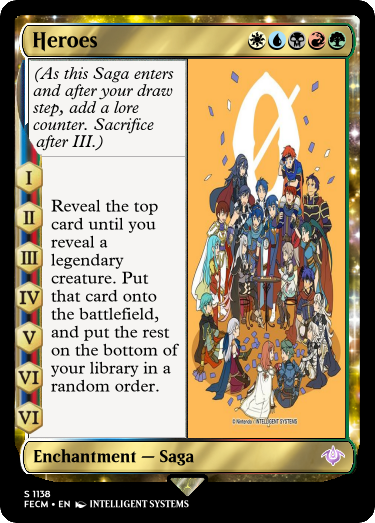 Heroes
(As this Saga enters
and after your draw
step, add a lore
counter. Sacrifice
after III.)
I
II
III
IV
V
VI
VI
Reveal the top
card until you
reveal a
legendary
creature. Put
that card onto
the battlefield,
and put the rest
on the bottom of
your library in a
random order.
© Nintendo / INTELLIGENT SYSTEMS
Enchantment — Saga
S 1138
FECM • EN INTELLIGENT SYSTEMS